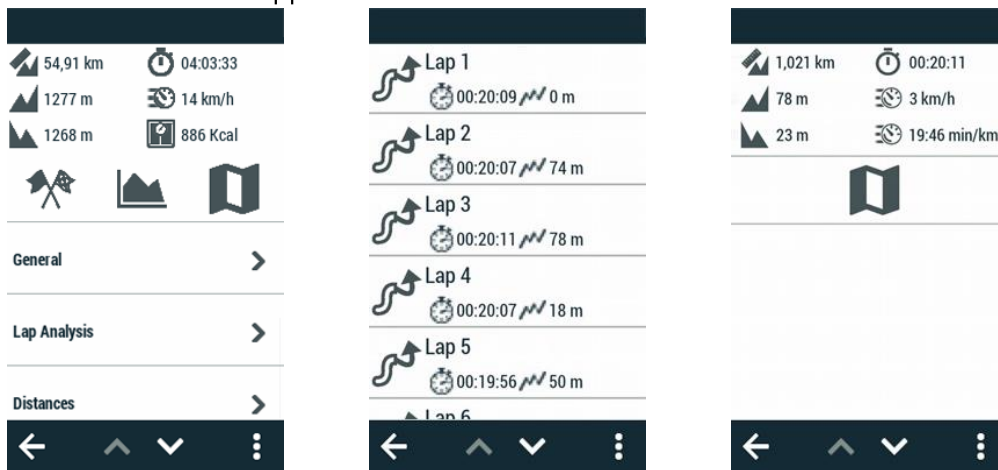 54,91 km 04:03:33
1277 m 14 km/h
1268 m 886 Kcal
General
Lap Analysis
Distances
Lap 1
00:20:09 0 m
Lap 2
00:20:07 74 m
Lap 3
00:20:11 78 m
Lap 4
00:20:07 18 m
Lap 5
00:19:56 50 m
Lap 6
1,021 km 00:20:11
78 m 3 km/h
23 m 19:46 min/km